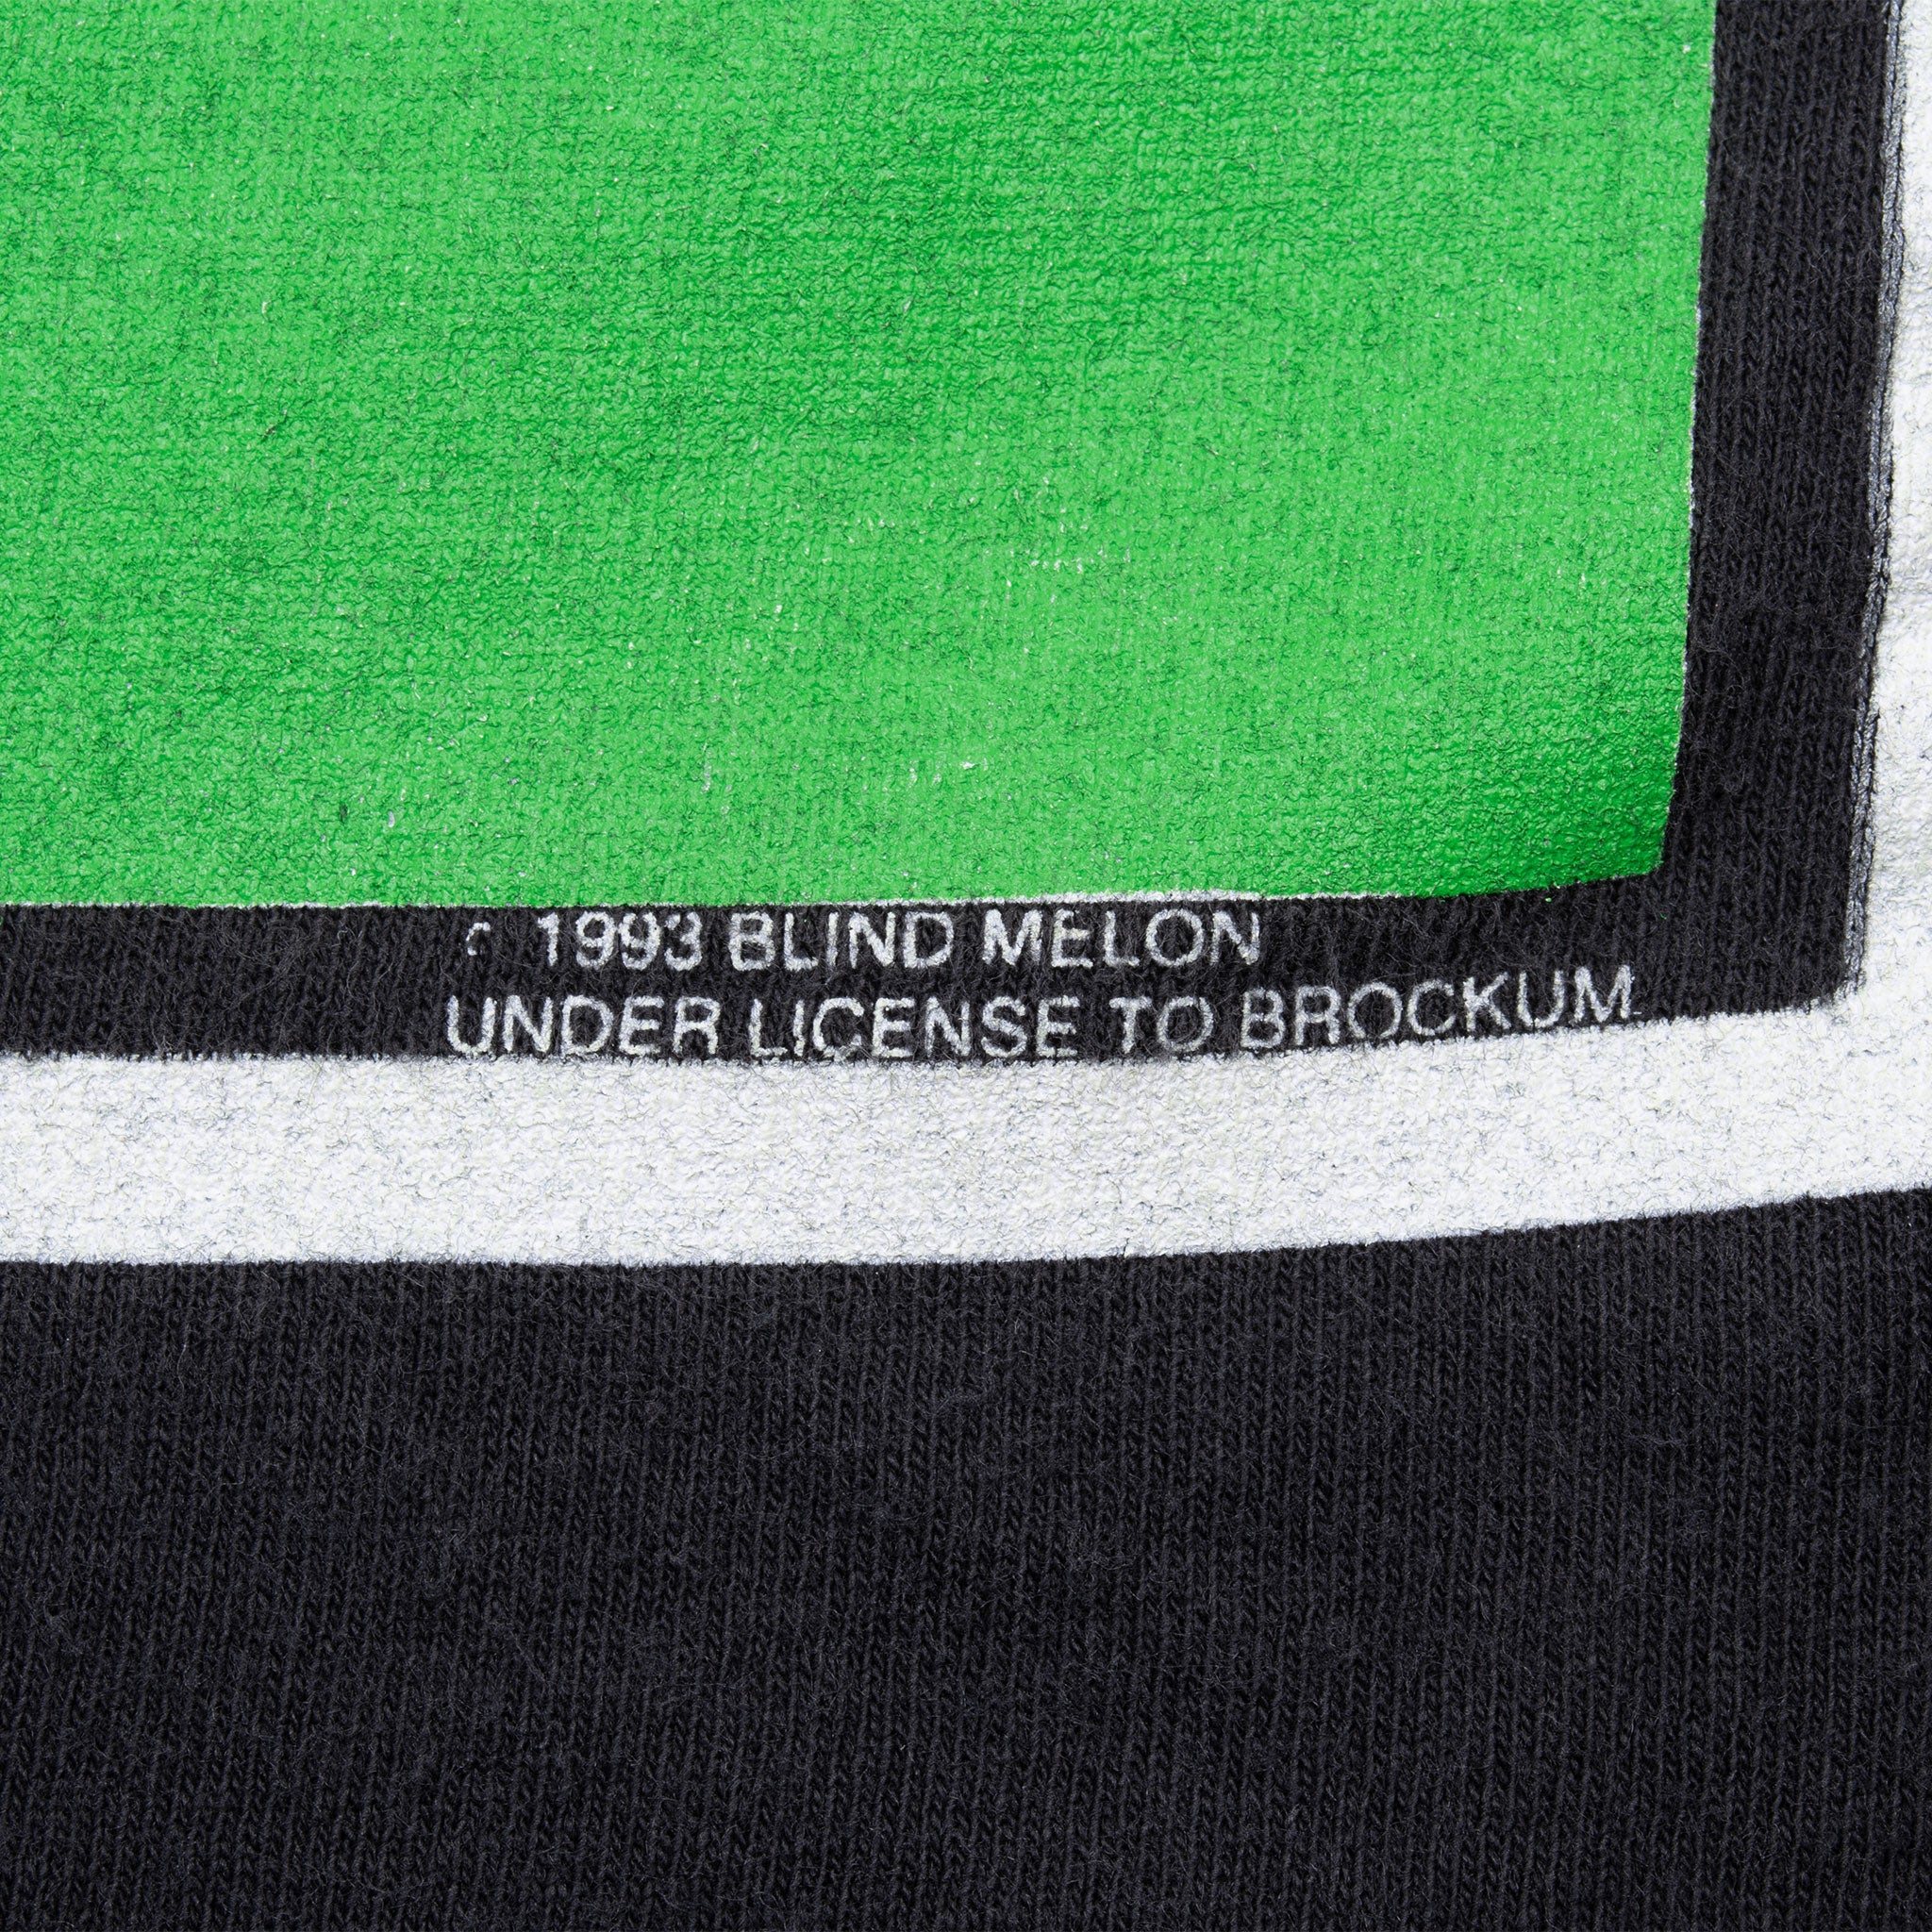 © 1993 BLIND MELON
UNDER LICENSE TO BROCKUM